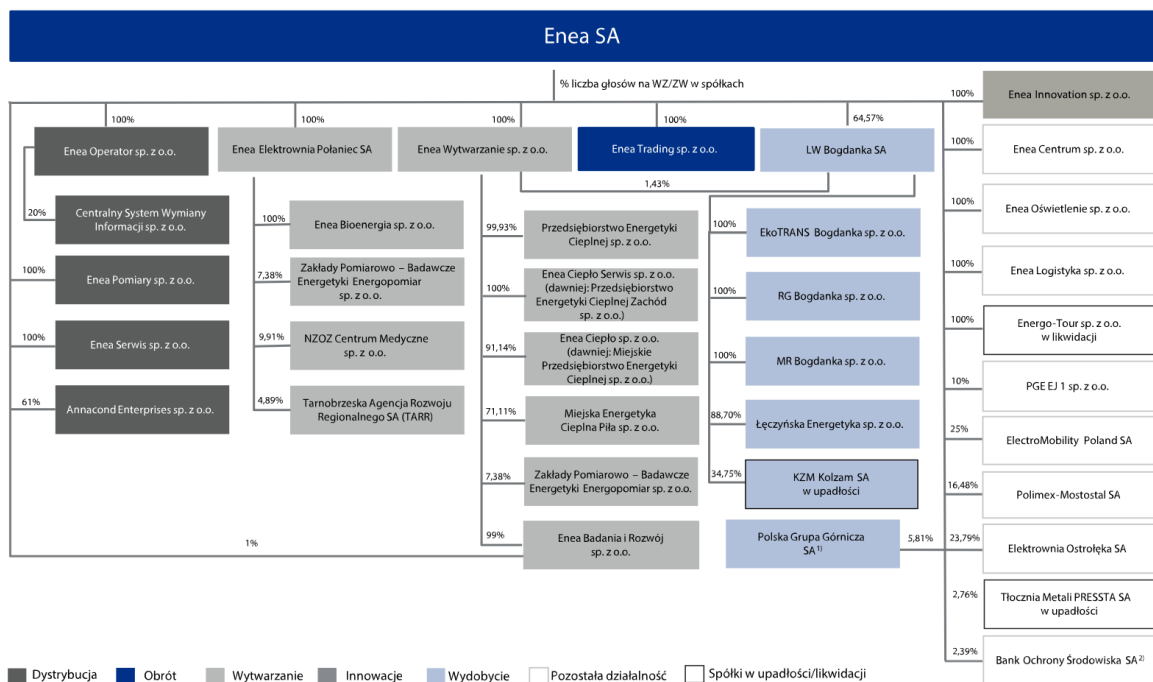 Enea SA
% liczba głosów na WZ/ZW w spółkach
100%
Enea Operator sp. z o.o.
20%
Centralny System Wymiany
Informacji sp. z o.o.
100%
Enea Pomiary sp. z o.o.
100%
Enea Serwis sp. z o.o.
61%
Annacond Enterprises sp. z o.o.
100%
Enea Elektrownia Połaniec SA
100%
Enea Bioenergia sp. z o.o.
7,38%
Zakłady Pomiarowo – Badawcze
Energetyki Energopomiar
sp. z o. o.
9,91%
NZOZ Centrum Medyczne
sp. z o.o.
4,89%
Tarnobrzeska Agencja Rozwoju
Regionalnego SA (TARR)
100%
Enea Wytwarzanie sp. z o.o.
99,93%
Przedsiębiorstwo Energetyki
Cieplnej sp. z o.o.
100%
Enea Ciepło Serwis sp. z o.o.
(dawniej: Przedsiębiorstwo
Energetyki Cieplnej Zachód
sp. z o.o.)
91,14%
Enea Ciepło sp. z o.o.
(dawniej: Miejskie
Przedsiębiorstwo Energetyki
Cieplnej sp. z o.o.)
71,11%
Miejska Energetyka
Cieplna Piła sp. z o.o.
7,38%
Zakłady Pomiarowo – Badawcze
Energetyki Energopomiar sp. z o.o.
99%
Enea Badania i Rozwój
sp. z o.o.
1%
100%
Enea Trading sp. z o.o.
64,57%
LW Bogdanka SA
1,43%
100%
EkoTRANS Bogdanka sp. z o.o.
100%
RG Bogdanka sp. z o.o.
100%
MR Bogdanka sp. z o.o.
88,70%
Łęczyńska Energetyka sp. z o.o.
34,75%
KZM Kolzam SA
w upadłości
Polska Grupa Górnicza
SA¹⁾
5,81%
100%
Enea Innovation sp. z o.o.
100%
Enea Centrum sp. z o.o.
100%
Enea Oświetlenie sp. z o.o.
100%
Enea Logistyka sp. z o.o.
100%
Energo-Tour sp. z o.o.
w likwidacji
10%
PGE EJ 1 sp. z o.o.
25%
ElectroMobility Poland SA
16,48%
Polimex-Mostostal SA
23,79%
Elektrownia Ostrołęka SA
2,76%
Tłocznia Metali PRESSTA SA
w upadłości
2,39%
Bank Ochrony Środowiska SA²⁾
Dystrybucja
Obrót
Wytwarzanie
Innowacje
Wydobycie
Pozostała działalność
Spółki w upadłości/likwidacji